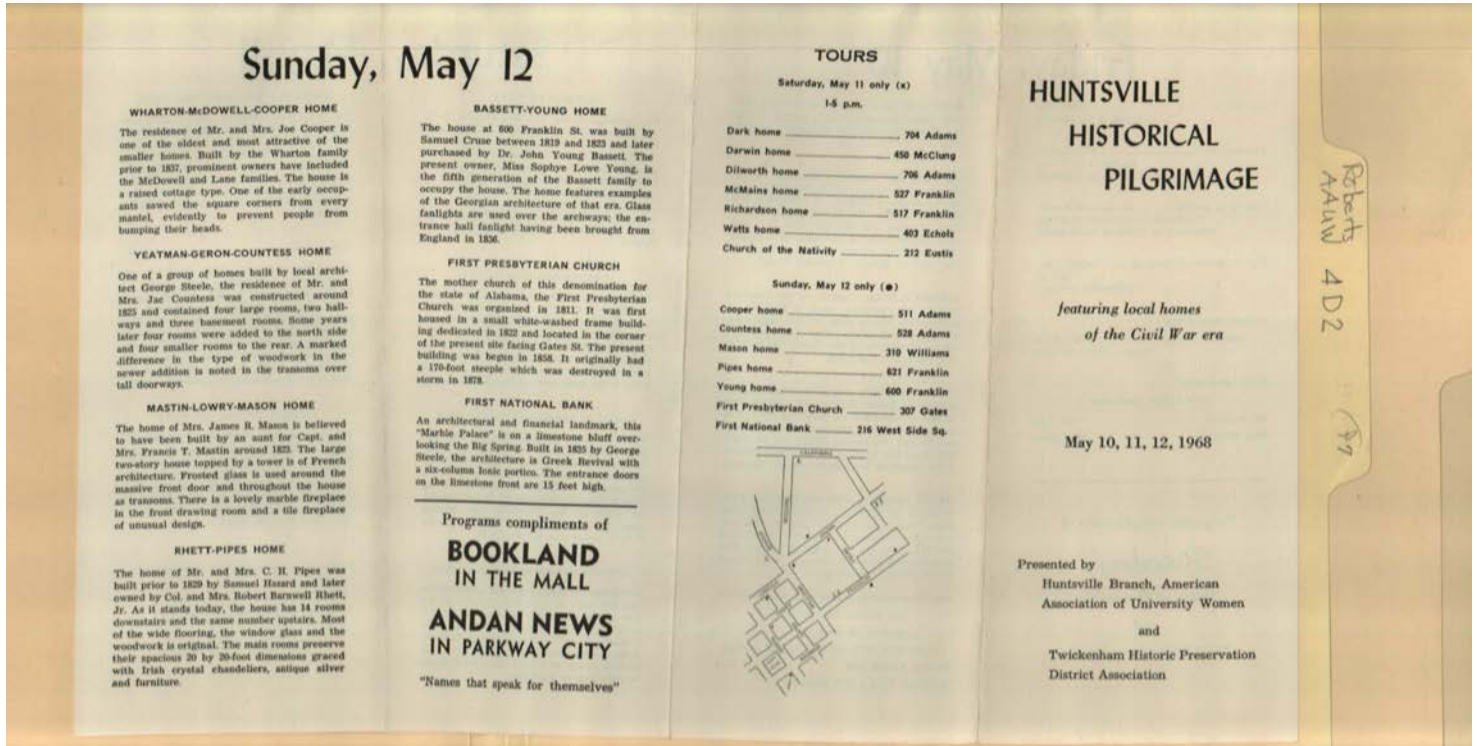 Sunday, May 12
WHARTON-McDOWELL-COOPER HOME
The residence of Mr. and Mrs. Joe Cooper is
one of the oldest and most attractive of the
smaller homes. Built by the Wharton family
prior to 1837, prominent owners have included
the McDowell and Lane families. The house is
a raised cottage type. One of the early occup-
ants sawed the square corners from every
mantel, evidently to prevent people from
bumping their heads.
YEATMAN-GERON-COUNTESS HOME
One of a group of homes built by local archi-
tect George Steele, the residence of Mr. and
Mrs. Jac Countess was constructed around
1825 and contained four large rooms, two hall-
ways and three basement rooms. Some years
later four rooms were added to the north side
and four smaller rooms to the rear. A marked
difference in the type of woodwork in the
newer addition is noted in the transoms over
tall doorways.
MASTIN-LOWRY-MASON HOME
The home of Mrs. James R. Mason is believed
to have been built by an aunt for Capt. and
Mrs. Francis T. Mastin around 1823. The large
two-story house topped by a tower is of French
architecture. Frosted glass is used around the
massive front door and throughout the house
as transoms. There is a lovely marble fireplace
in the front drawing room and a tile fireplace
of unusual design.
RHETT-PIPES HOME
The home of Mr. and Mrs. C. H. Pipes was
built prior to 1829 by Samuel Hazard and later
owned by Col. and Mrs. Robert Barnwell Rhett,
Jr. As it stands today, the house has 14 rooms
downstairs and the same number upstairs. Most
of the wide flooring, the window glass and the
woodwork is original. The main rooms preserve
their spacious 20 by 20-foot dimensions graced
with Irish crystal chandeliers, antique silver
and furniture.
BASSETT-YOUNG HOME
The house at 600 Franklin St. was built by
Samuel Cruse between 1819 and 1823 and later
purchased by Dr. John Young Bassett. The
present owner, Miss Sophye Lowe Young, is
the fifth generation of the Bassett family to
occupy the house. The home features examples
of the Georgian architecture of that era. Glass
fanlights are used over the archways; the en-
trance hall fanlight having been brought from
England in 1836.
FIRST PRESBYTERIAN CHURCH
The mother church of this denomination for
the state of Alabama, the First Presbyterian
Church was organized in 1811. It was first
housed in a small white-washed frame build-
ing dedicated in 1822 and located in the corner
of the present site facing Gates St. The present
building was begun in 1858. It originally had
a 170-foot steeple which was destroyed in a
storm in 1878.
FIRST NATIONAL BANK
An architectural and financial landmark, this
"Marble Palace" is on a limestone bluff over-
looking the Big Spring. Built in 1835 by George
Steele, the architecture is Greek Revival with
a six-column Ionic portico. The entrance doors
on the limestone front are 15 feet high.
Programs compliments of
BOOKLAND
IN THE MALL
ANDAN NEWS
IN PARKWAY CITY
"Names that speak for themselves"
TOURS
Saturday, May 11 only (x)
1-5 p.m.
Dark home 704 Adams
Darwin home 450 McClung
Dilworth home 706 Adams
McMains home 527 Franklin
Richardson home 517 Franklin
Watts home 403 Echols
Church of the Nativity 212 Eustis
Sunday, May 12 only (●)
Cooper home 511 Adams
Countess home 528 Adams
Mason home 310 Williams
Pipes home 621 Franklin
Young home 600 Franklin
First Presbyterian Church 307 Gates
First National Bank 216 West Side Sq.
HUNTSVILLE
HISTORICAL
PILGRIMAGE
featuring local homes
of the Civil War era
May 10, 11, 12, 1968
Presented by
Huntsville Branch, American
Association of University Women
and
Twickenham Historic Preservation
District Association
Roberts
AAUW 4 D2